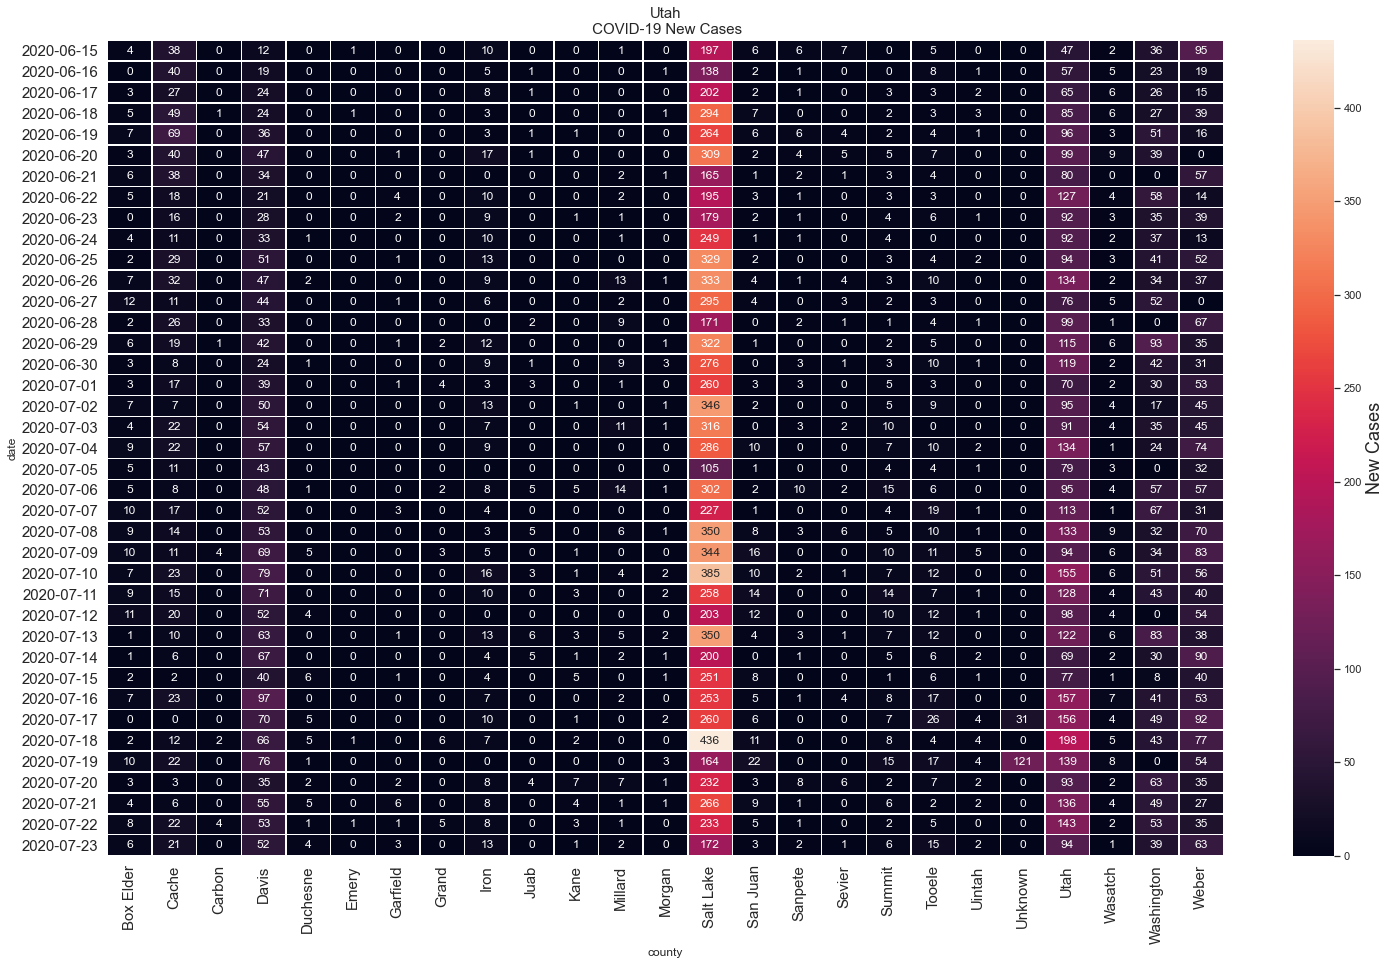 Utah
COVID-19 New Cases
2020-06-15 4 38 0 12 0 1 0 0 10 0 0 1 0 197 6 6 7 0 5 0 0 47 2 36 95
2020-06-16 0 40 0 19 0 0 0 0 5 1 0 0 1 138 2 1 0 0 8 1 0 57 5 23 19
2020-06-17 3 27 0 24 0 0 0 0 8 1 0 0 0 202 2 1 0 3 3 2 0 65 6 26 15
2020-06-18 5 49 1 24 0 1 0 0 3 0 0 0 1 294 7 0 0 2 3 3 0 85 6 27 39
2020-06-19 7 69 0 36 0 0 0 0 3 1 1 0 0 264 6 6 4 2 4 1 0 96 3 51 16
2020-06-20 3 40 0 47 0 0 1 0 17 1 0 0 0 309 2 4 5 5 7 0 0 99 9 39 0
2020-06-21 6 38 0 34 0 0 0 0 0 0 0 2 1 165 1 2 1 3 4 0 0 80 0 0 57
2020-06-22 5 18 0 21 0 0 4 0 10 0 0 2 0 195 3 1 0 3 3 0 0 127 4 58 14
2020-06-23 0 16 0 28 0 0 2 0 9 0 1 1 0 179 2 1 0 4 6 1 0 92 3 35 39
2020-06-24 4 11 0 33 1 0 0 0 10 0 0 1 0 249 1 1 0 4 0 0 0 92 2 37 13
2020-06-25 2 29 0 51 0 0 1 0 13 0 0 0 0 329 2 0 0 3 4 2 0 94 3 41 52
2020-06-26 7 32 0 47 2 0 0 0 9 0 0 13 1 333 4 1 4 3 10 0 0 134 2 34 37
2020-06-27 12 11 0 44 0 0 1 0 6 0 0 2 0 295 4 0 3 2 3 0 0 76 5 52 0
2020-06-28 2 26 0 33 0 0 0 0 0 2 0 9 0 171 0 2 1 1 4 1 0 99 1 0 67
2020-06-29 6 19 1 42 0 0 1 2 12 0 0 0 1 322 1 0 0 2 5 0 0 115 6 93 35
2020-06-30 3 8 0 24 1 0 0 0 9 1 0 9 3 276 0 3 1 3 10 1 0 119 2 42 31
2020-07-01 3 17 0 39 0 0 1 4 3 3 0 1 0 260 3 3 0 5 3 0 0 70 2 30 53
2020-07-02 7 7 0 50 0 0 0 0 13 0 1 0 1 346 2 0 0 5 9 0 0 95 4 17 45
2020-07-03 4 22 0 54 0 0 0 0 7 0 0 11 1 316 0 3 2 10 0 0 0 91 4 35 45
2020-07-04 9 22 0 57 0 0 0 0 9 0 0 0 0 286 10 0 0 7 10 2 0 134 1 24 74
2020-07-05 5 11 0 43 0 0 0 0 0 0 0 0 0 105 1 0 0 4 4 1 0 79 3 0 32
2020-07-06 5 8 0 48 1 0 0 2 8 5 5 14 1 302 2 10 2 15 6 0 0 95 4 57 57
2020-07-07 10 17 0 52 0 0 3 0 4 0 0 0 0 227 1 0 0 4 19 1 0 113 1 67 31
2020-07-08 9 14 0 53 0 0 0 0 3 5 0 6 1 350 8 3 6 5 10 1 0 133 9 32 70
2020-07-09 10 11 4 69 5 0 0 3 5 0 1 0 0 344 16 0 0 10 11 5 0 94 6 34 83
2020-07-10 7 23 0 79 0 0 0 0 16 3 1 4 2 385 10 2 1 7 12 0 0 155 6 51 56
2020-07-11 9 15 0 71 0 0 0 0 10 0 3 0 2 258 14 0 0 14 7 1 0 128 4 43 40
2020-07-12 11 20 0 52 4 0 0 0 0 0 0 0 0 203 12 0 0 10 12 1 0 98 4 0 54
2020-07-13 1 10 0 63 0 0 1 0 13 6 3 5 2 350 4 3 1 7 12 0 0 122 6 83 38
2020-07-14 1 6 0 67 0 0 0 0 4 5 1 2 1 200 0 1 0 5 6 2 0 69 2 30 90
2020-07-15 2 2 0 40 6 0 1 0 4 0 5 0 1 251 8 0 0 1 6 1 0 77 1 8 40
2020-07-16 7 23 0 97 0 0 0 0 7 0 0 2 0 253 5 1 4 8 17 0 0 157 7 41 53
2020-07-17 0 0 0 70 5 0 0 0 10 0 1 0 2 260 6 0 0 7 26 4 31 156 4 49 92
2020-07-18 2 12 2 66 5 1 0 6 7 0 2 0 0 436 11 0 0 8 4 4 0 198 5 43 77
2020-07-19 10 22 0 76 1 0 0 0 0 0 0 0 3 164 22 0 0 15 17 4 121 139 8 0 54
2020-07-20 3 3 0 35 2 0 2 0 8 4 7 7 1 232 3 8 6 2 7 2 0 93 2 63 35
2020-07-21 4 6 0 55 5 0 6 0 8 0 4 1 1 266 9 1 0 6 2 2 0 136 4 49 27
2020-07-22 8 22 4 53 1 1 1 5 8 0 3 1 0 233 5 1 0 2 5 0 0 143 2 53 35
2020-07-23 6 21 0 52 4 0 3 0 13 0 1 2 0 172 3 2 1 6 15 2 0 94 1 39 63
date
Box Elder Cache Carbon Davis Duchesne Emery Garfield Grand Iron Juab Kane Millard Morgan Salt Lake San Juan Sanpete Sevier Summit Tooele Uintah Unknown Utah Wasatch Washington Weber
county
400
350
300
250
200
150
100
50
0
New Cases